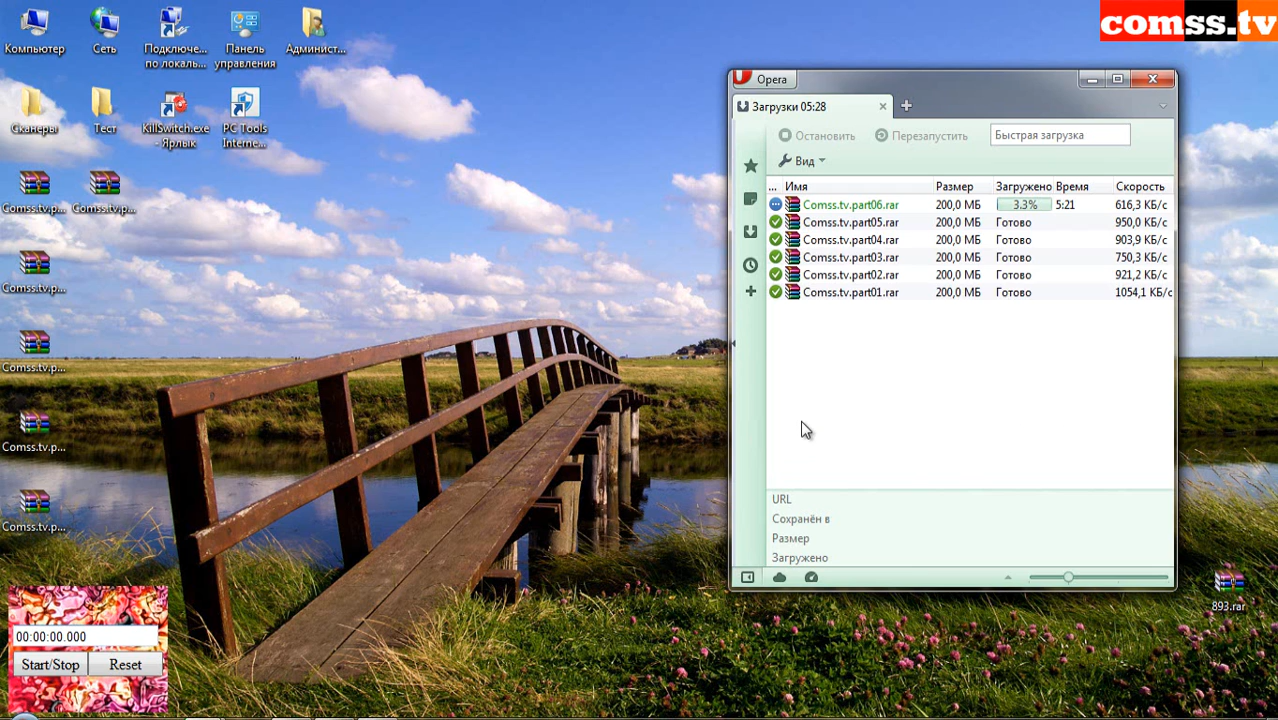 comss.tv
Компьютер
Сеть
Подключе...
по локаль...
Панель
управления
Админист...
Сканеры
Тест
KillSwitch.exe
- Ярлык
PC Tools
Interne...
Comss.tv.p...
Comss.tv.p...
Comss.tv.p...
Comss.tv.p...
Comss.tv.p...
Comss.tv.p...
Opera
Загрузки 05:28
Остановить
Перезапустить
Быстрая загрузка
Вид
... Имя Размер Загружено Время Скорость
Comss.tv.part06.rar 200,0 МБ 3.3% 5:21 616,3 КБ/с
Comss.tv.part05.rar 200,0 МБ Готово 950,0 КБ/с
Comss.tv.part04.rar 200,0 МБ Готово 903,9 КБ/с
Comss.tv.part03.rar 200,0 МБ Готово 750,3 КБ/с
Comss.tv.part02.rar 200,0 МБ Готово 921,2 КБ/с
Comss.tv.part01.rar 200,0 МБ Готово 1054,1 КБ/с
URL
Сохранён в
Размер
Загружено
893.rar
00:00:00.000
Start/Stop
Reset